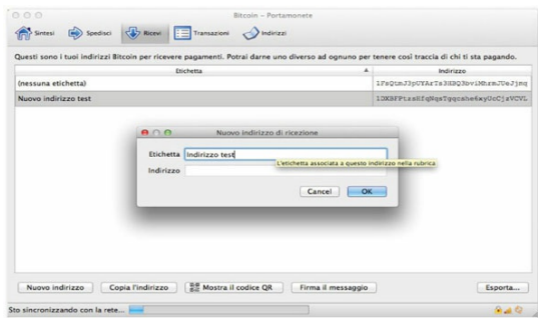 Bitcoin - Portamonete
Sintesi Spedisci Ricevi Transazioni Indirizzi
Questi sono i tuoi indirizzi Bitcoin per ricevere pagamenti. Potrai darne uno diverso ad ognuno per tenere così traccia di chi ti sta pagando.
Etichetta Indirizzo
(nessuna etichetta)
Nuovo indirizzo test
Nuovo indirizzo di ricezione
Etichetta Indirizzo test
L'etichetta associata a questo indirizzo nella rubrica
Indirizzo
Cancel OK
Nuovo indirizzo Copia l'indirizzo Mostra il codice QR Firma il messaggio Esporta...
Sto sincronizzando con la rete...